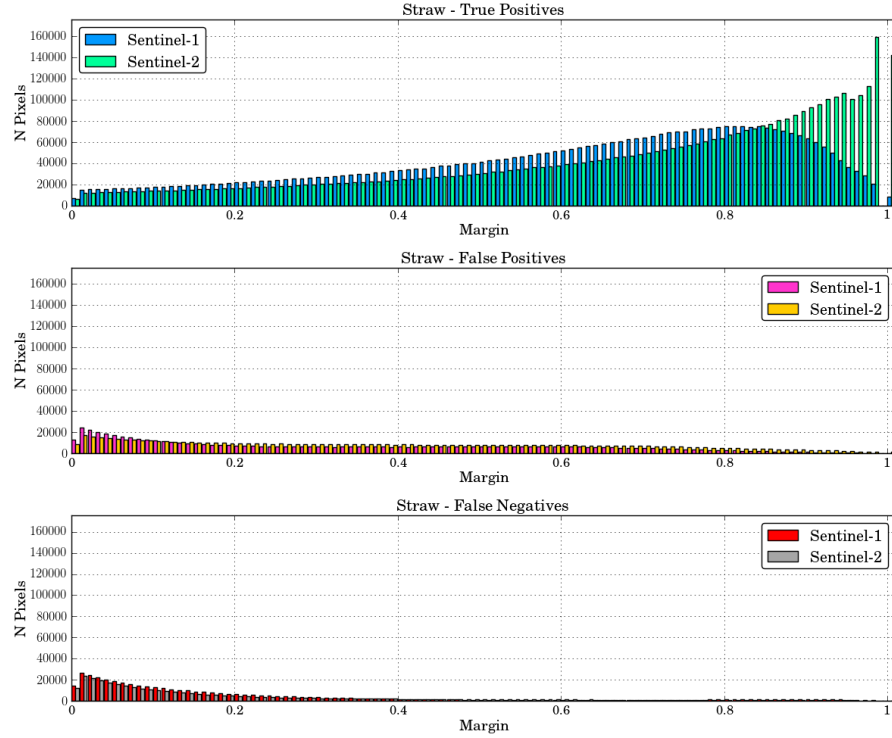 Straw - True Positives
160000
140000
120000
100000
80000
60000
40000
20000
0
N Pixels
Sentinel-1
Sentinel-2
0 0.2 0.4 0.6 0.8 1
Margin
Straw - False Positives
160000
140000
120000
100000
80000
60000
40000
20000
0
N Pixels
Sentinel-1
Sentinel-2
0 0.2 0.4 0.6 0.8 1
Margin
Straw - False Negatives
160000
140000
120000
100000
80000
60000
40000
20000
0
N Pixels
Sentinel-1
Sentinel-2
0 0.2 0.4 0.6 0.8 1
Margin